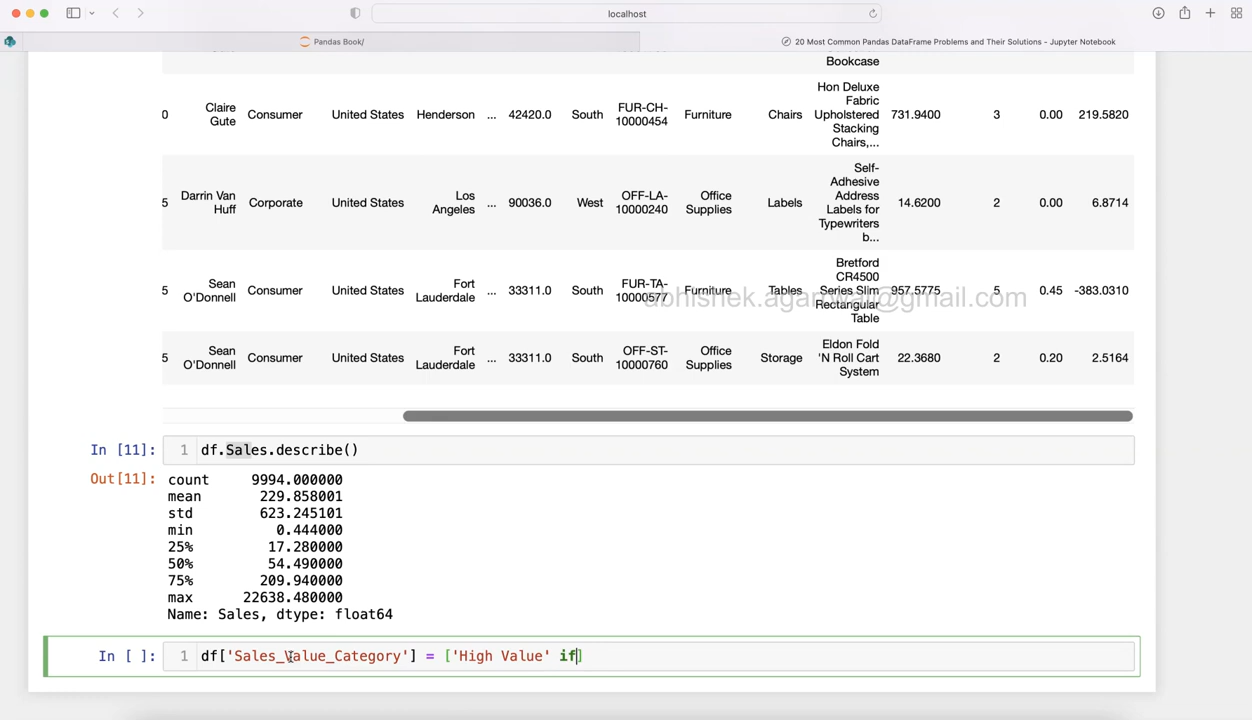 localhost
Pandas Book/
20 Most Common Pandas DataFrame Problems and Their Solutions - Jupyter Notebook
Bookcase
0 Claire Gute Consumer United States Henderson ... 42420.0 South FUR-CH-10000454 Furniture Chairs Hon Deluxe Fabric Upholstered Stacking Chairs,... 731.9400 3 0.00 219.5820
5 Darrin Van Huff Corporate United States Los Angeles ... 90036.0 West OFF-LA-10000240 Office Supplies Labels Self-Adhesive Address Labels for Typewriters b... 14.6200 2 0.00 6.8714
5 Sean O'Donnell Consumer United States Fort Lauderdale ... 33311.0 South FUR-TA-10000577 Furniture Tables Bretford CR4500 Series Slim Rectangular Table 957.5775 5 0.45 -383.0310
5 Sean O'Donnell Consumer United States Fort Lauderdale ... 33311.0 South OFF-ST-10000760 Office Supplies Storage Eldon Fold 'N Roll Cart System 22.3680 2 0.20 2.5164
In [11]: 1 df.Sales.describe()
Out[11]: count 9994.000000
mean 229.858001
std 623.245101
min 0.444000
25% 17.280000
50% 54.490000
75% 209.940000
max 22638.480000
Name: Sales, dtype: float64
In [ ]: 1 df['Sales_Value_Category'] = ['High Value' if]